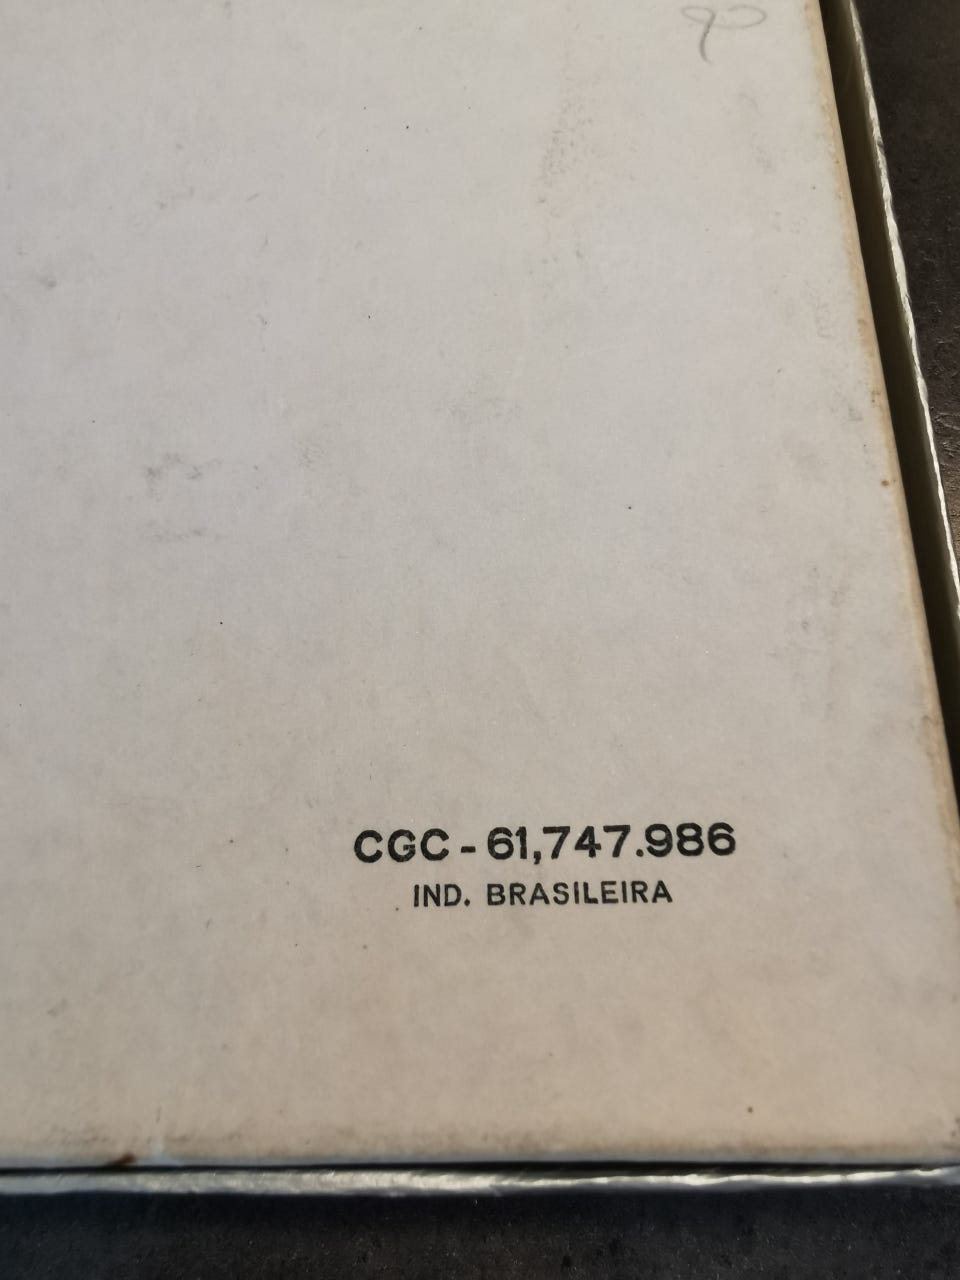 CGC - 61,747.986
IND. BRASILEIRA